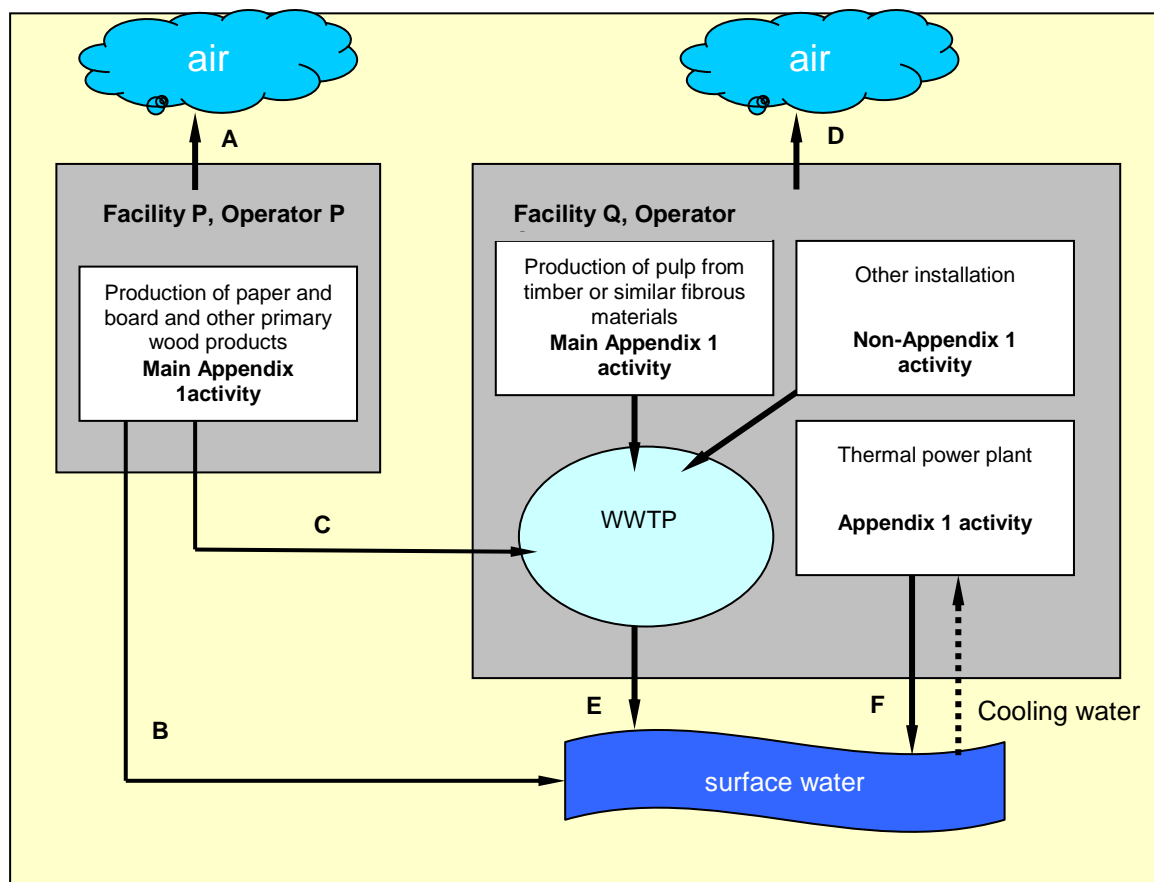 air
air
A
D
Facility P, Operator P
Production of paper and
board and other primary
wood products
Main Appendix
1activity
Facility Q, Operator
Production of pulp from
timber or similar fibrous
materials
Main Appendix 1
activity
Other installation
Non-Appendix 1
activity
Thermal power plant
Appendix 1 activity
WWTP
C
B
E
F
Cooling water
surface water